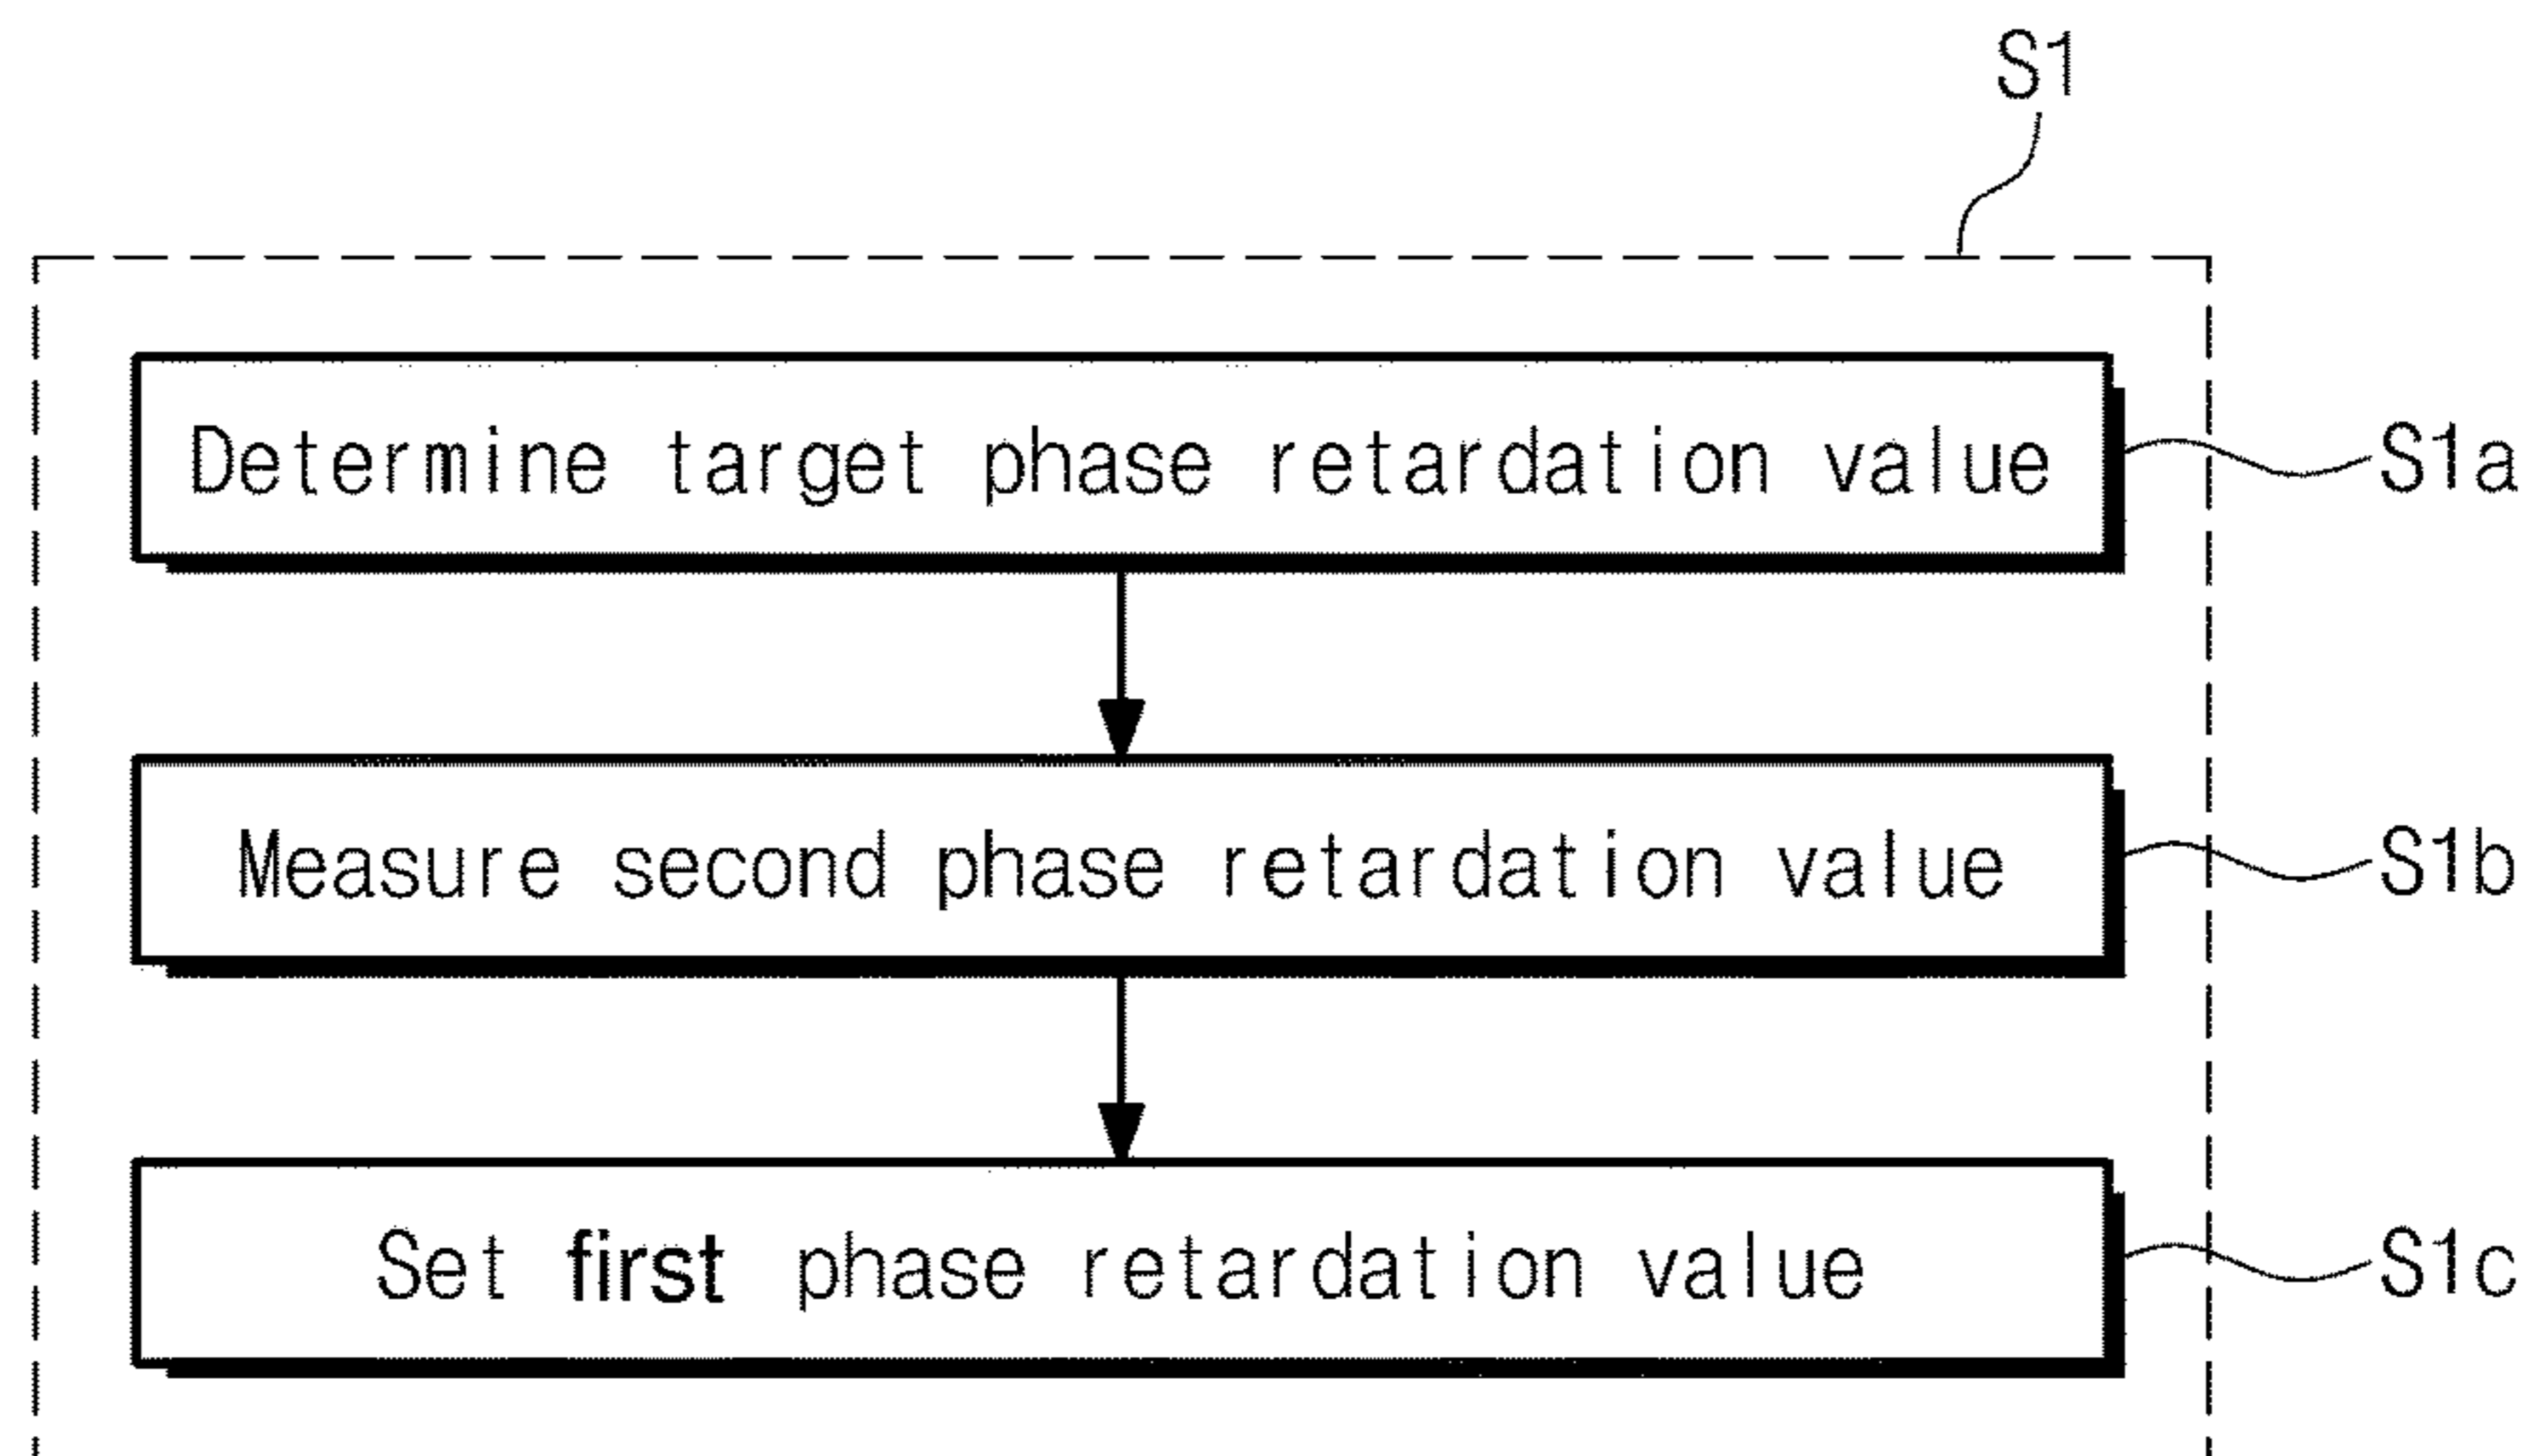 S1
Determine target phase retardation value
S1a
Measure second phase retardation value
S1b
Set first phase retardation value
S1c